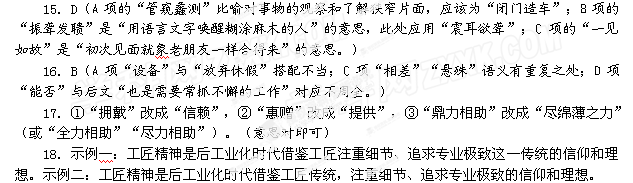 15. D（A 项的“管窥蠡测”比喻对事物的观察和了解狭窄片面，应该为“闭门造车”；B 项的
“振聋发聩”是“用语言文字唤醒糊涂麻木的人”的意思，此处应用“震耳欲聋”；C 项的“一见
如故”是“初次见面就象老朋友一样合得来”的意思。）
16. B（A 项“设备”与“放弃休假”搭配不当；C 项“相差”“悬殊”语义有重复之处；D 项
“能否”与后文“也是需要常抓不懈的工作”对应不周全。）
17. ①“拥戴”改成“信赖”，②“惠赠”改成“提供”，③“鼎力相助”改成“尽绵薄之力”
（或“全力相助”“尽力相助”）。（意思对即可）
18. 示例一：工匠精神是后工业化时代借鉴工匠注重细节、追求专业极致这一传统的信仰和理
想。示例二：工匠精神是后工业化时代借鉴工匠传统，注重细节、追求专业极致的信仰和理想。